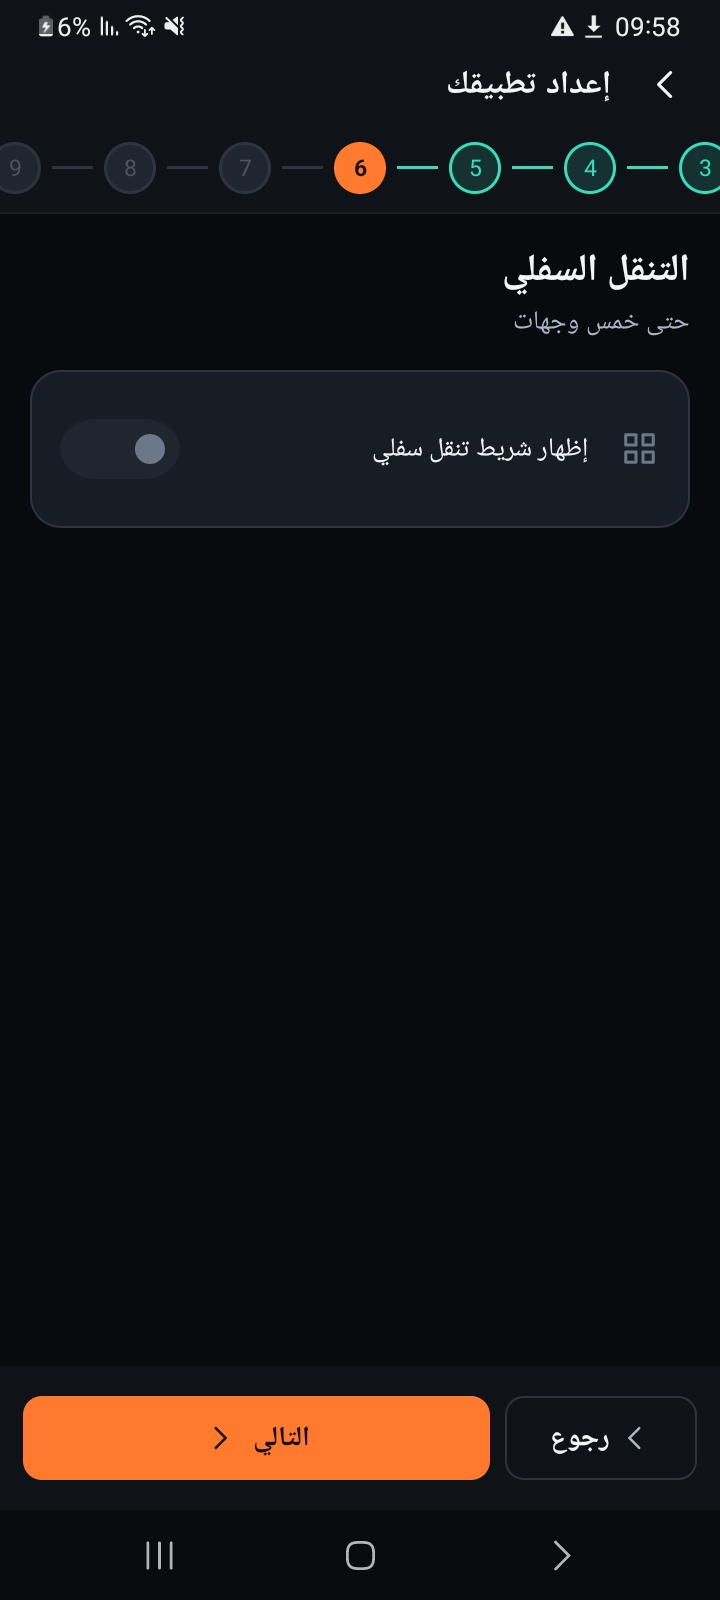 09:58
6%
إعداد تطبيقك
3 4 5 6 7 8 9
التنقل السفلي
حتى خمس وجهات
إظهار شريط تنقل سفلي
رجوع
التالي